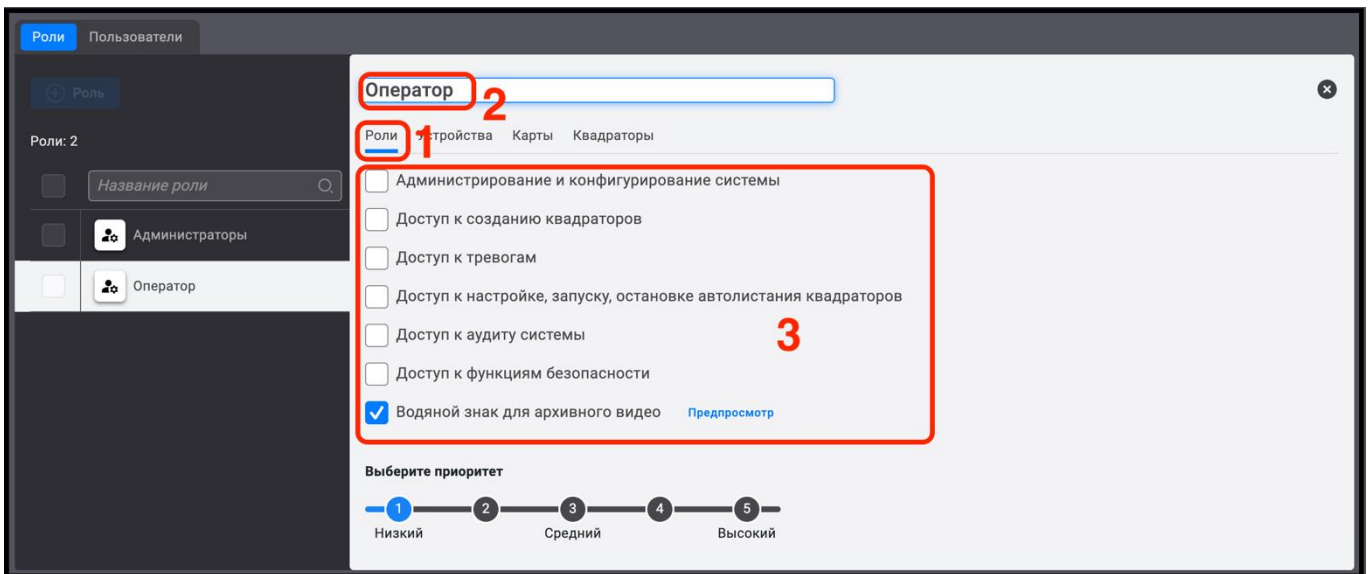 Роли Пользователи
Роль
Роли: 2
Название роли
Администраторы
Оператор
Оператор 2
Роли 1 Устройства Карты Квадраторы
Администрирование и конфигурирование системы
Доступ к созданию квадраторов
Доступ к тревогам
Доступ к настройке, запуску, остановке автолистания квадраторов
Доступ к аудиту системы
3
Доступ к функциям безопасности
Водяной знак для архивного видео Предпросмотр
Выберите приоритет
1 2 3 4 5
Низкий Средний Высокий